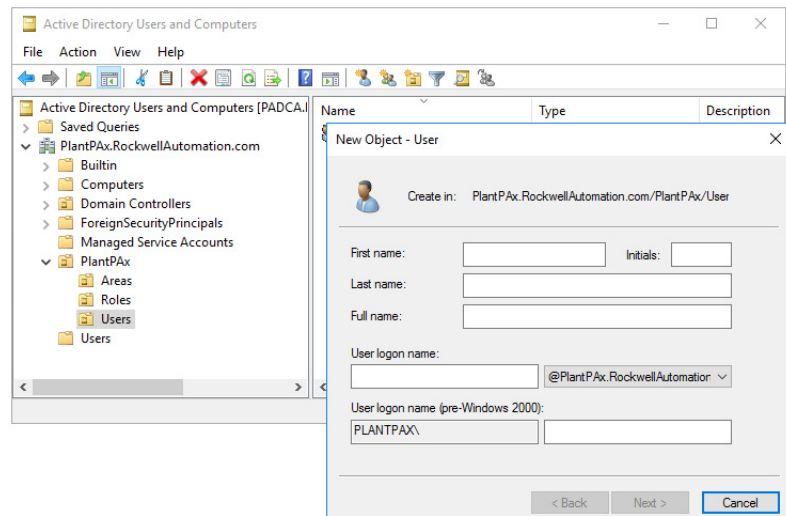 Active Directory Users and Computers
File Action View Help
Active Directory Users and Computers [PADCA.I
Saved Queries
PlantPAx.RockwellAutomation.com
Builtin
Computers
Domain Controllers
ForeignSecurityPrincipals
Managed Service Accounts
PlantPAx
Areas
Roles
Users
Users
Name Type Description
New Object - User
Create in: PlantPAx.RockwellAutomation.com/PlantPAx/User
First name: Initials:
Last name:
Full name:
User logon name:
@PlantPAx.RockwellAutomation
User logon name (pre-Windows 2000):
PLANTPAX\
< Back Next > Cancel